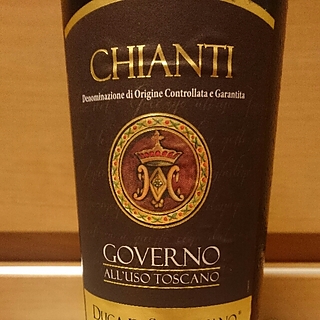 CHIANTI
Denominazione di Origine Controllata e Garantita
GOVERNO
ALL'USO TOSCANO